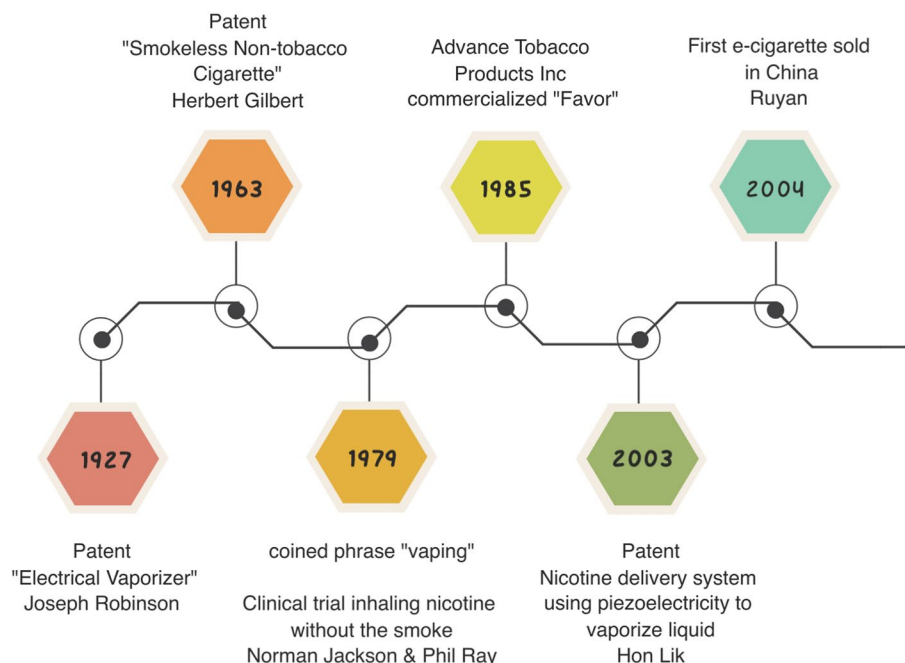 Patent
"Smokeless Non-tobacco
Cigarette"
Herbert Gilbert
Advance Tobacco
Products Inc
commercialized "Favor"
First e-cigarette sold
in China
Ruyan
1963
1985
2004
1927
1979
2003
Patent
"Electrical Vaporizer"
Joseph Robinson
coined phrase "vaping"
Clinical trial inhaling nicotine
without the smoke
Norman Jackson & Phil Ray
Patent
Nicotine delivery system
using piezoelectricity to
vaporize liquid
Hon Lik